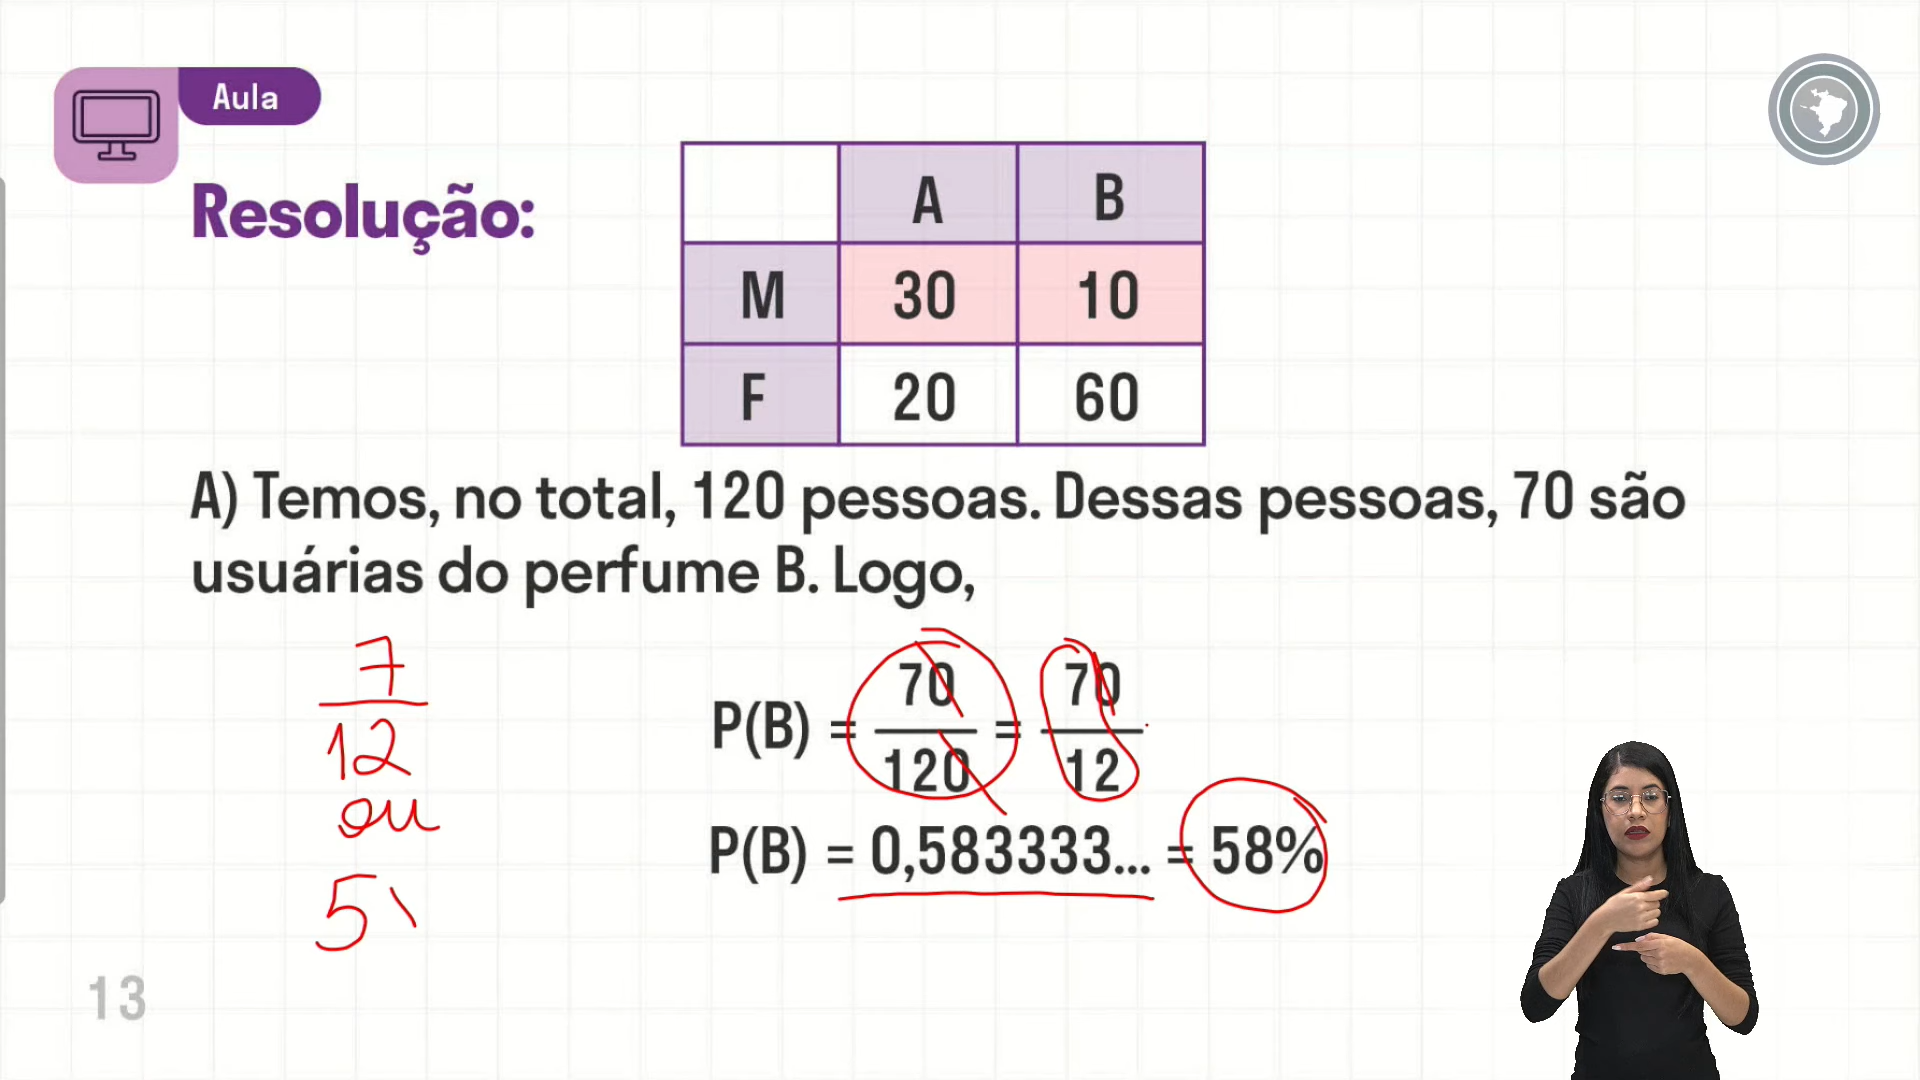 Aula
Resolução:
A B
M 30 10
F 20 60
A) Temos, no total, 120 pessoas. Dessas pessoas, 70 são
usuárias do perfume B. Logo,
P(B) = 70/120 = 70/12
P(B) = 0,583333... = 58%
7
12
ou
5
13